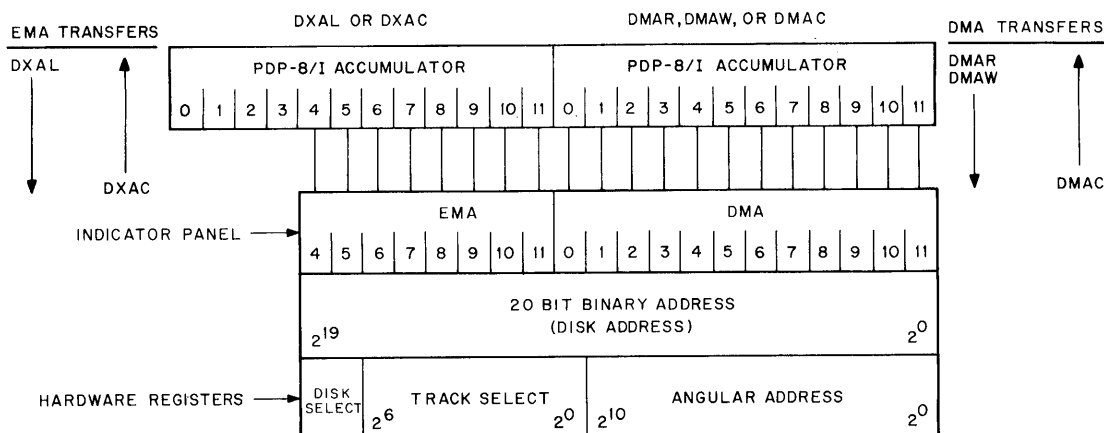 DXAL OR DXAC DMAR, DMAW, OR DMAC
EMA TRANSFERS DMA TRANSFERS
DXAL PDP-8/I ACCUMULATOR PDP-8/I ACCUMULATOR DMAR
DMAW
0 1 2 3 4 5 6 7 8 9 10 11 0 1 2 3 4 5 6 7 8 9 10 11
DXAC DMAC
INDICATOR PANEL EMA DMA
4 5 6 7 8 9 10 11 0 1 2 3 4 5 6 7 8 9 10 11
20 BIT BINARY ADDRESS
(DISK ADDRESS)
2^19 2^0
HARDWARE REGISTERS DISK SELECT 2^6 TRACK SELECT 2^0 2^10 ANGULAR ADDRESS 2^0